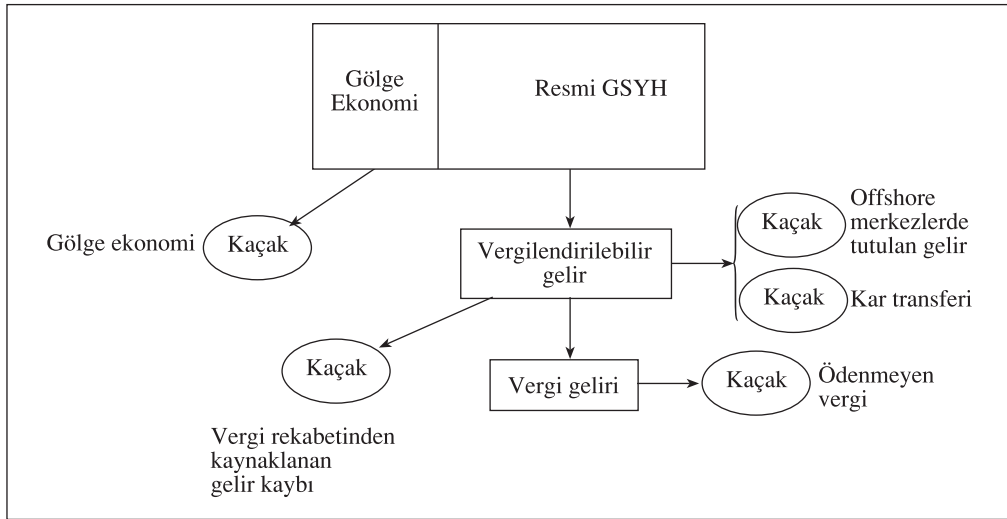 Gölge
Ekonomi
Resmi GSYH
Gölge ekonomi
Kaçak
Vergilendirilebilir
gelir
Kaçak
Offshore
merkezlerde
tutulan gelir
Kaçak
Kar transferi
Kaçak
Vergi rekabetinden
kaynaklanan
gelir kaybı
Vergi geliri
Kaçak
Ödenmeyen
vergi